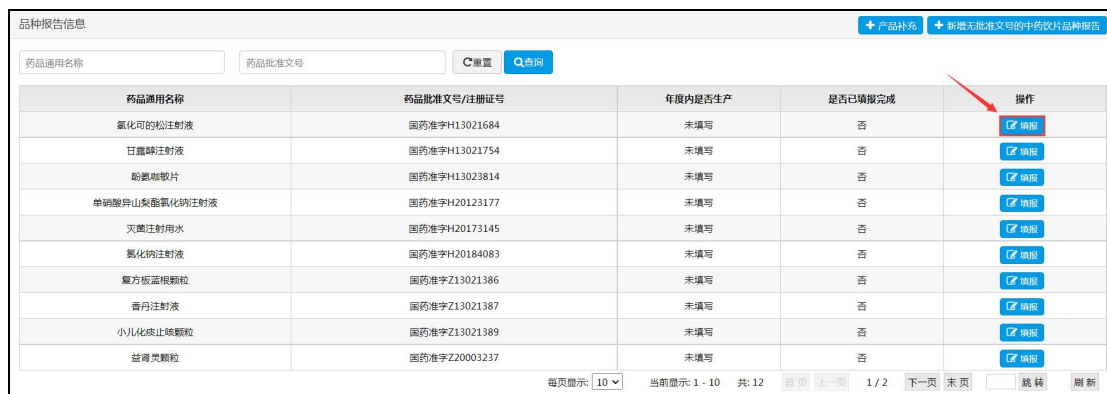 品种报告信息 产品补充 新增无批准文号的中药饮片品种报告
药品通用名称 药品批准文号 重置 查询
药品通用名称 药品批准文号/注册证号 年度内是否生产 是否已填报完成 操作
氢化可的松注射液 国药准字H13021684 未填写 否 填报
甘露醇注射液 国药准字H13021754 未填写 否 填报
酚氨咖敏片 国药准字H13023814 未填写 否 填报
单硝酸异山梨酯氯化钠注射液 国药准字H20123177 未填写 否 填报
灭菌注射用水 国药准字H20173145 未填写 否 填报
氯化钠注射液 国药准字H20184083 未填写 否 填报
复方板蓝根颗粒 国药准字Z13021386 未填写 否 填报
香丹注射液 国药准字Z13021387 未填写 否 填报
小儿化痰止咳颗粒 国药准字Z13021389 未填写 否 填报
益肾灵颗粒 国药准字Z20003237 未填写 否 填报
每页显示: 10 当前显示: 1 - 10 共: 12 首 页 上一页 1 / 2 下一页 末 页 跳 转 刷 新